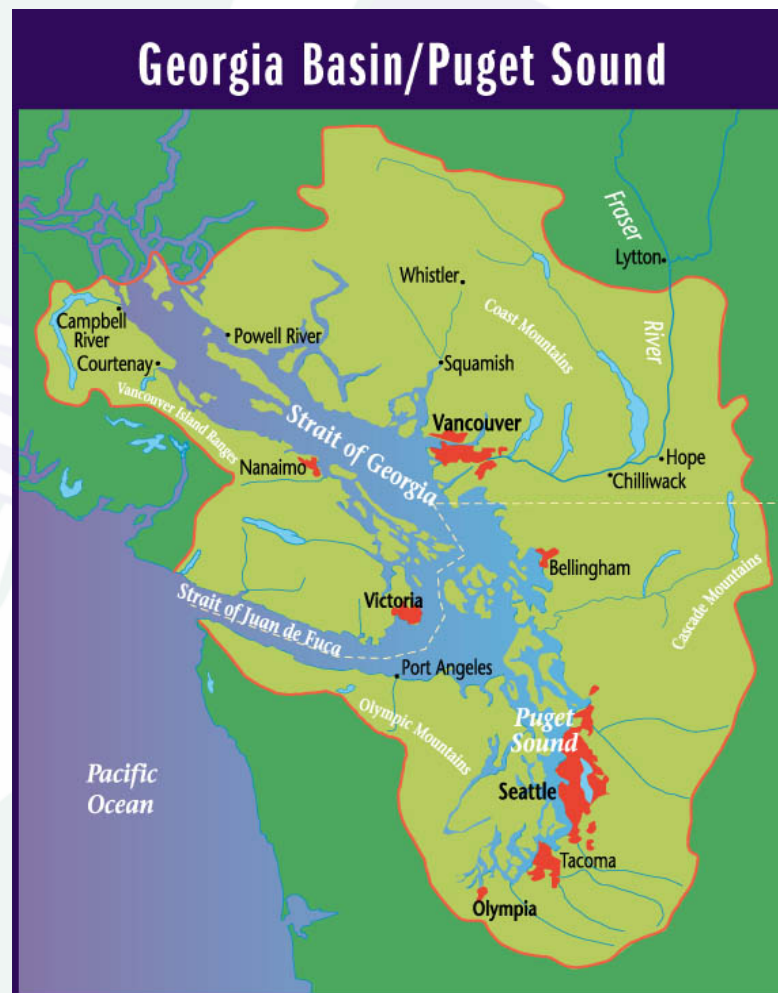 Georgia Basin/Puget Sound
Fraser
Lytton
River
Whistler
Coast Mountains
Campbell
River
Powell River
Courtenay
Squamish
Vancouver Island Ranges
Strait of Georgia
Vancouver
Nanaimo
Hope
Chilliwack
Bellingham
Strait of Juan de Fuca
Victoria
Cascade Mountains
Port Angeles
Olympic Mountains
Puget
Sound
Pacific
Ocean
Seattle
Tacoma
Olympia